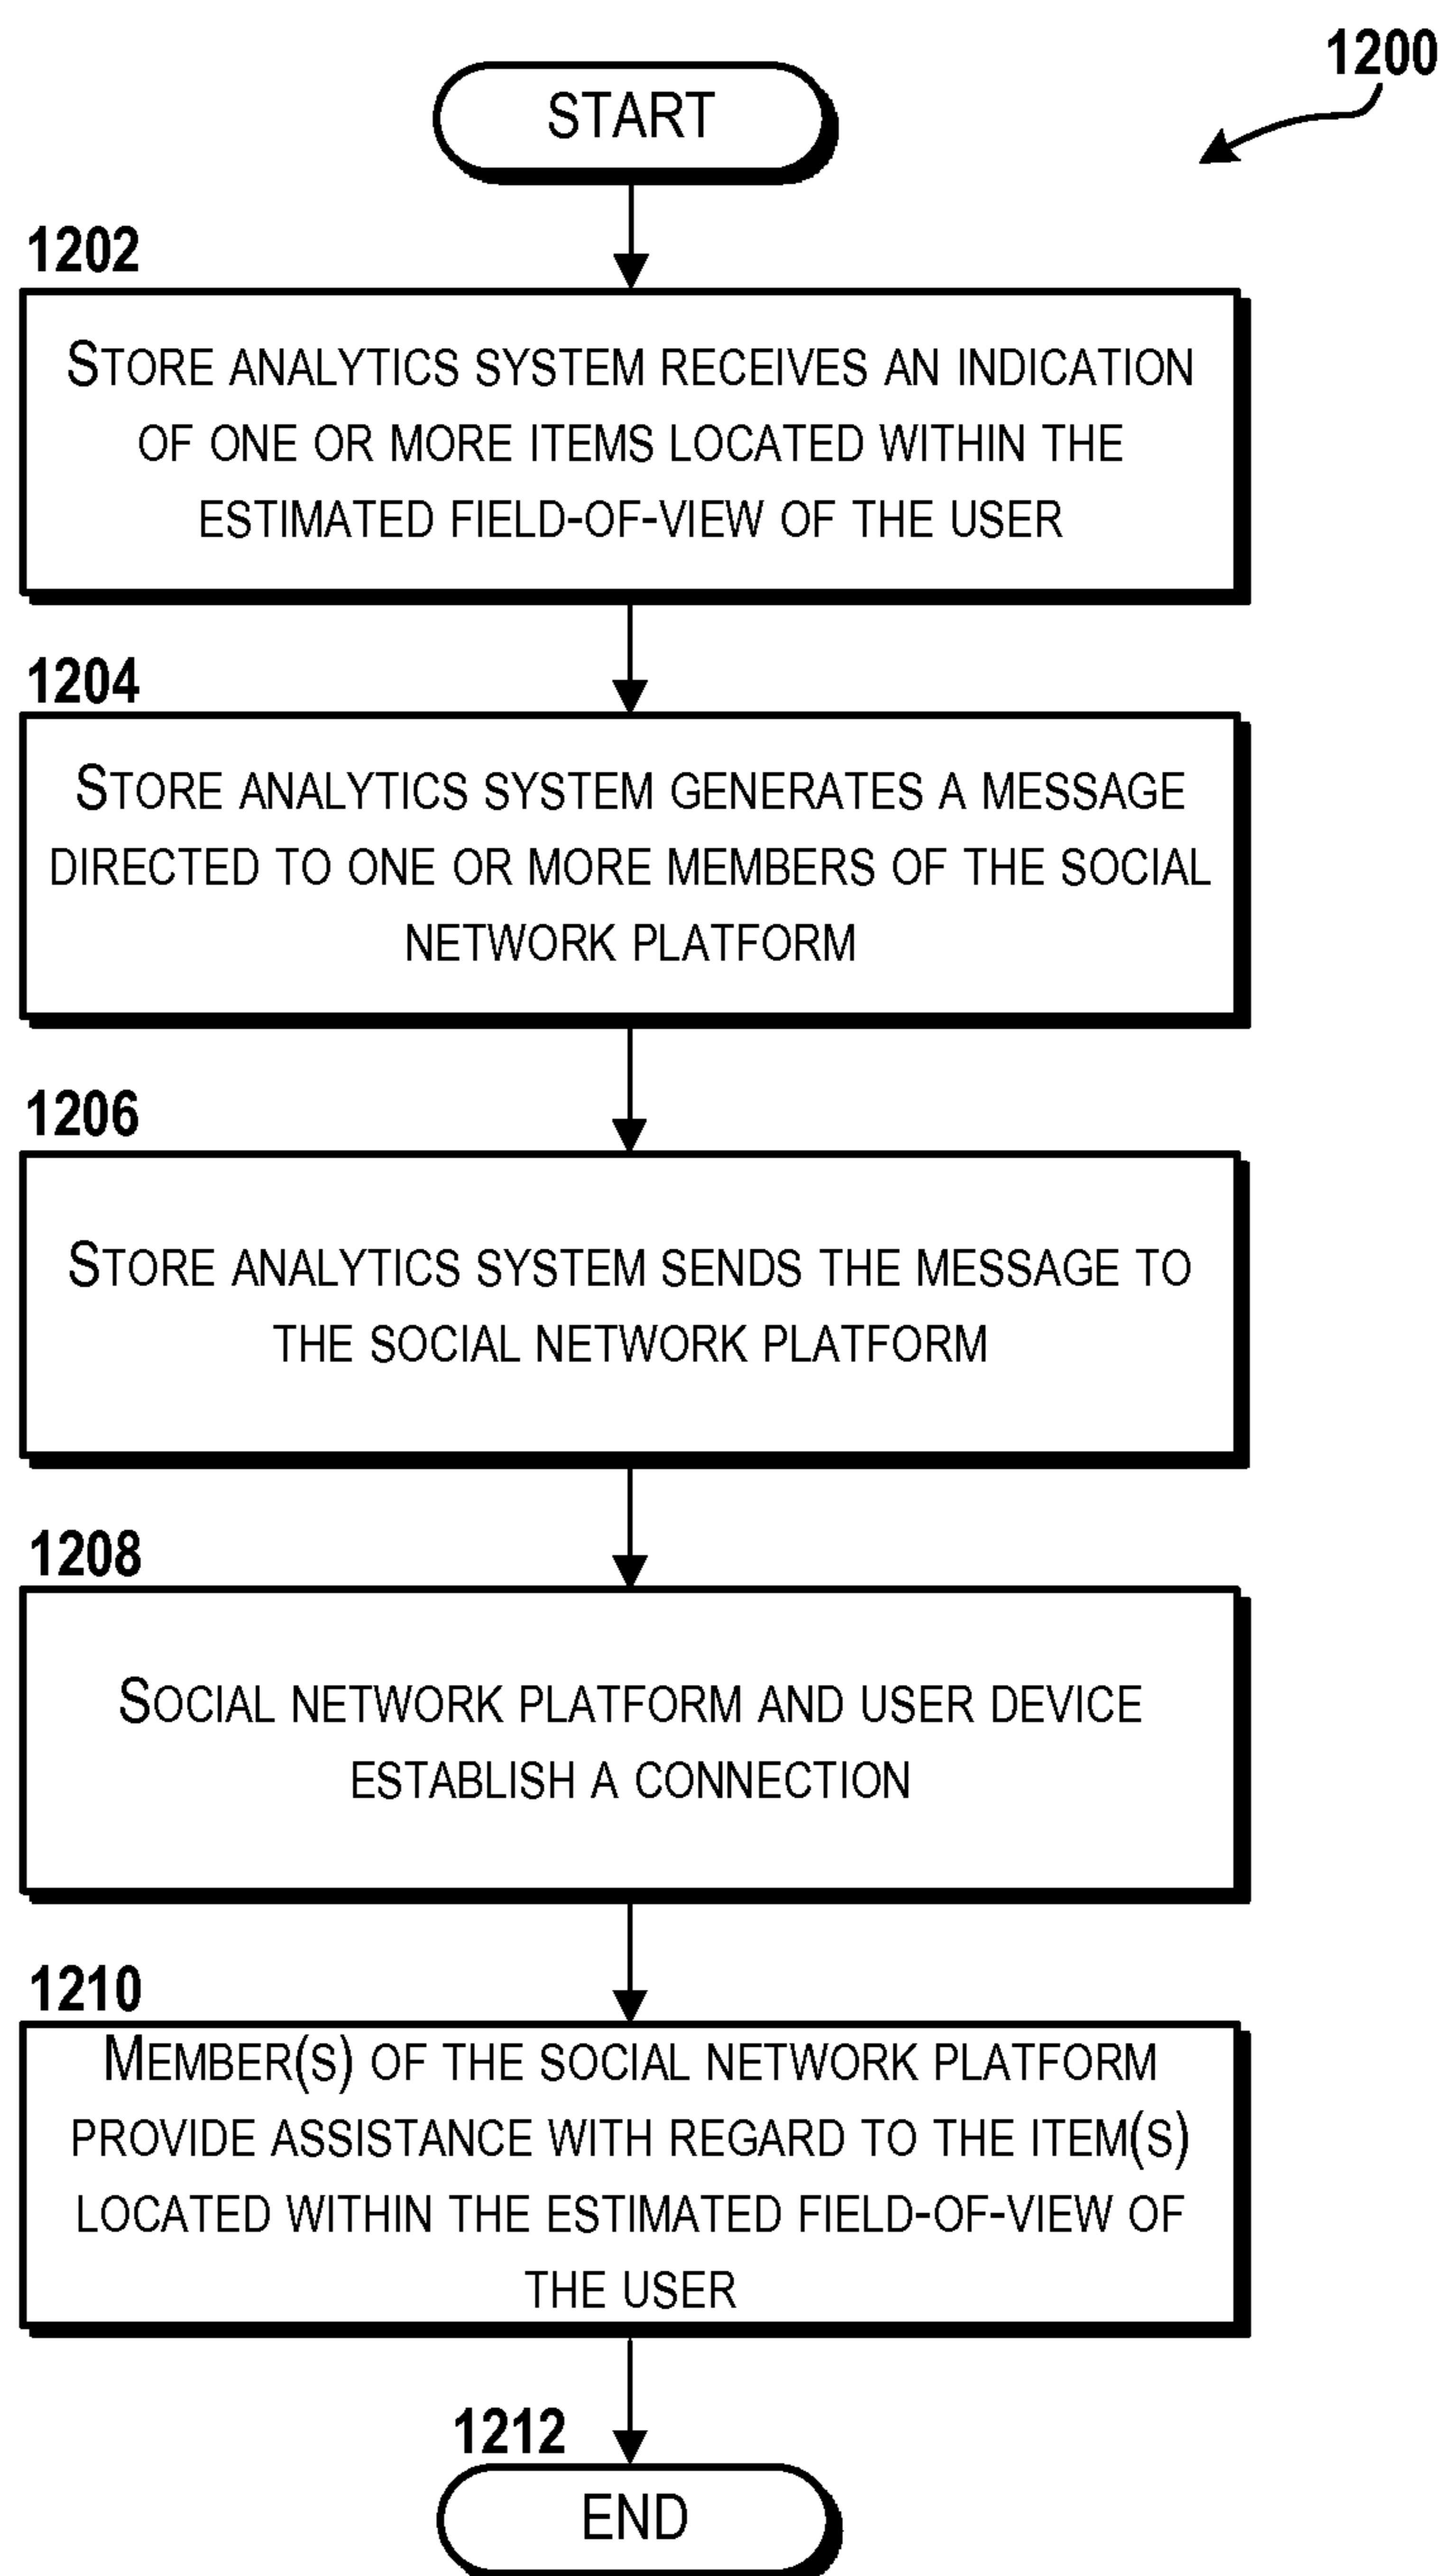 1200
START
1202
STORE ANALYTICS SYSTEM RECEIVES AN INDICATION
OF ONE OR MORE ITEMS LOCATED WITHIN THE
ESTIMATED FIELD-OF-VIEW OF THE USER
1204
STORE ANALYTICS SYSTEM GENERATES A MESSAGE
DIRECTED TO ONE OR MORE MEMBERS OF THE SOCIAL
NETWORK PLATFORM
1206
STORE ANALYTICS SYSTEM SENDS THE MESSAGE TO
THE SOCIAL NETWORK PLATFORM
1208
SOCIAL NETWORK PLATFORM AND USER DEVICE
ESTABLISH A CONNECTION
1210
MEMBER(S) OF THE SOCIAL NETWORK PLATFORM
PROVIDE ASSISTANCE WITH REGARD TO THE ITEM(S)
LOCATED WITHIN THE ESTIMATED FIELD-OF-VIEW OF
THE USER
1212
END